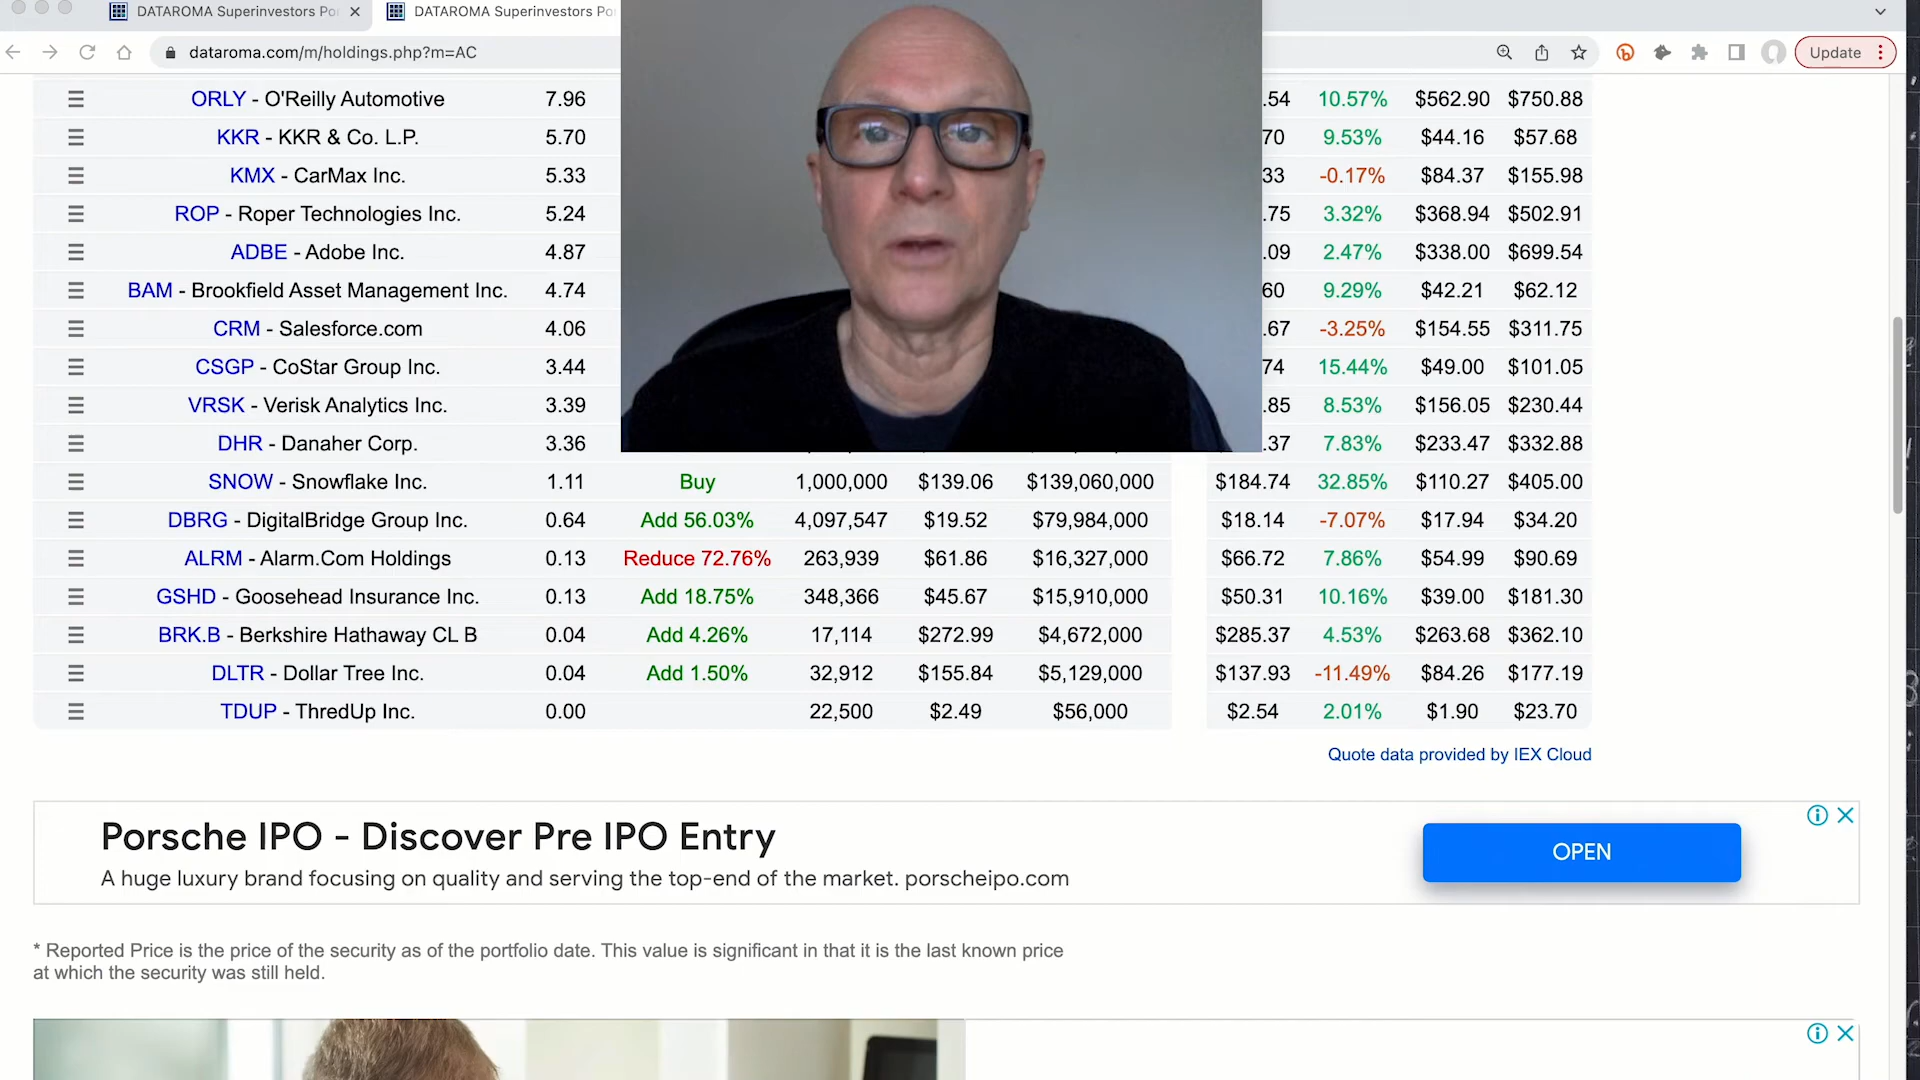 DATAROMA Superinvestors Po
DATAROMA Superinvestors Po
dataroma.com/m/holdings.php?m=AC
Update
ORLY - O'Reilly Automotive 7.96 .54 10.57% $562.90 $750.88
KKR - KKR & Co. L.P. 5.70 70 9.53% $44.16 $57.68
KMX - CarMax Inc. 5.33 33 -0.17% $84.37 $155.98
ROP - Roper Technologies Inc. 5.24 .75 3.32% $368.94 $502.91
ADBE - Adobe Inc. 4.87 .09 2.47% $338.00 $699.54
BAM - Brookfield Asset Management Inc. 4.74 60 9.29% $42.21 $62.12
CRM - Salesforce.com 4.06 .67 -3.25% $154.55 $311.75
CSGP - CoStar Group Inc. 3.44 74 15.44% $49.00 $101.05
VRSK - Verisk Analytics Inc. 3.39 .85 8.53% $156.05 $230.44
DHR - Danaher Corp. 3.36 .37 7.83% $233.47 $332.88
SNOW - Snowflake Inc. 1.11 Buy 1,000,000 $139.06 $139,060,000 $184.74 32.85% $110.27 $405.00
DBRG - DigitalBridge Group Inc. 0.64 Add 56.03% 4,097,547 $19.52 $79,984,000 $18.14 -7.07% $17.94 $34.20
ALRM - Alarm.Com Holdings 0.13 Reduce 72.76% 263,939 $61.86 $16,327,000 $66.72 7.86% $54.99 $90.69
GSHD - Goosehead Insurance Inc. 0.13 Add 18.75% 348,366 $45.67 $15,910,000 $50.31 10.16% $39.00 $181.30
BRK.B - Berkshire Hathaway CL B 0.04 Add 4.26% 17,114 $272.99 $4,672,000 $285.37 4.53% $263.68 $362.10
DLTR - Dollar Tree Inc. 0.04 Add 1.50% 32,912 $155.84 $5,129,000 $137.93 -11.49% $84.26 $177.19
TDUP - ThredUp Inc. 0.00 22,500 $2.49 $56,000 $2.54 2.01% $1.90 $23.70
Quote data provided by IEX Cloud
Porsche IPO - Discover Pre IPO Entry
A huge luxury brand focusing on quality and serving the top-end of the market. porscheipo.com
OPEN
* Reported Price is the price of the security as of the portfolio date. This value is significant in that it is the last known price
at which the security was still held.